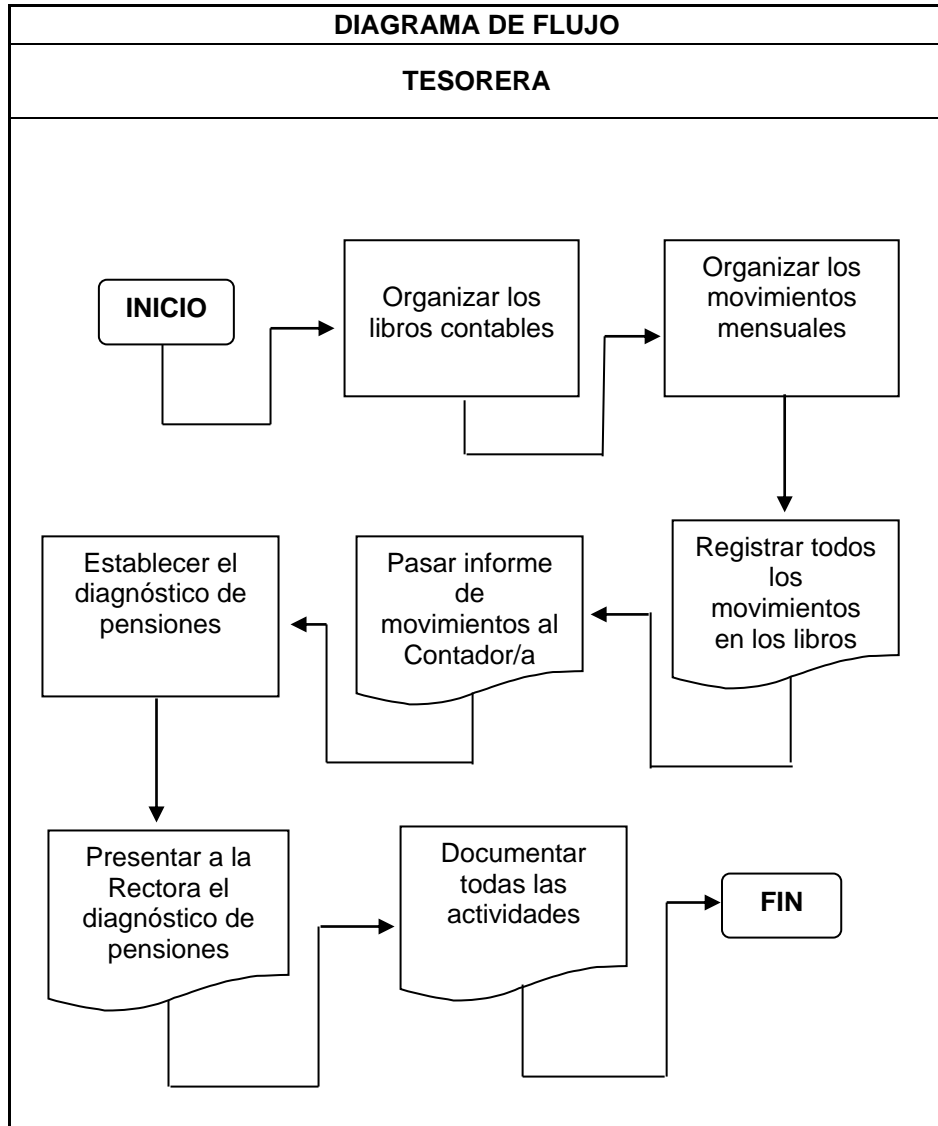 DIAGRAMA DE FLUJO
TESORERA
INICIO
Organizar los
libros contables
Organizar los
movimientos
mensuales
Registrar todos
los
movimientos
en los libros
Pasar informe
de
movimientos al
Contador/a
Establecer el
diagnóstico de
pensiones
Presentar a la
Rectora el
diagnóstico de
pensiones
Documentar
todas las
actividades
FIN